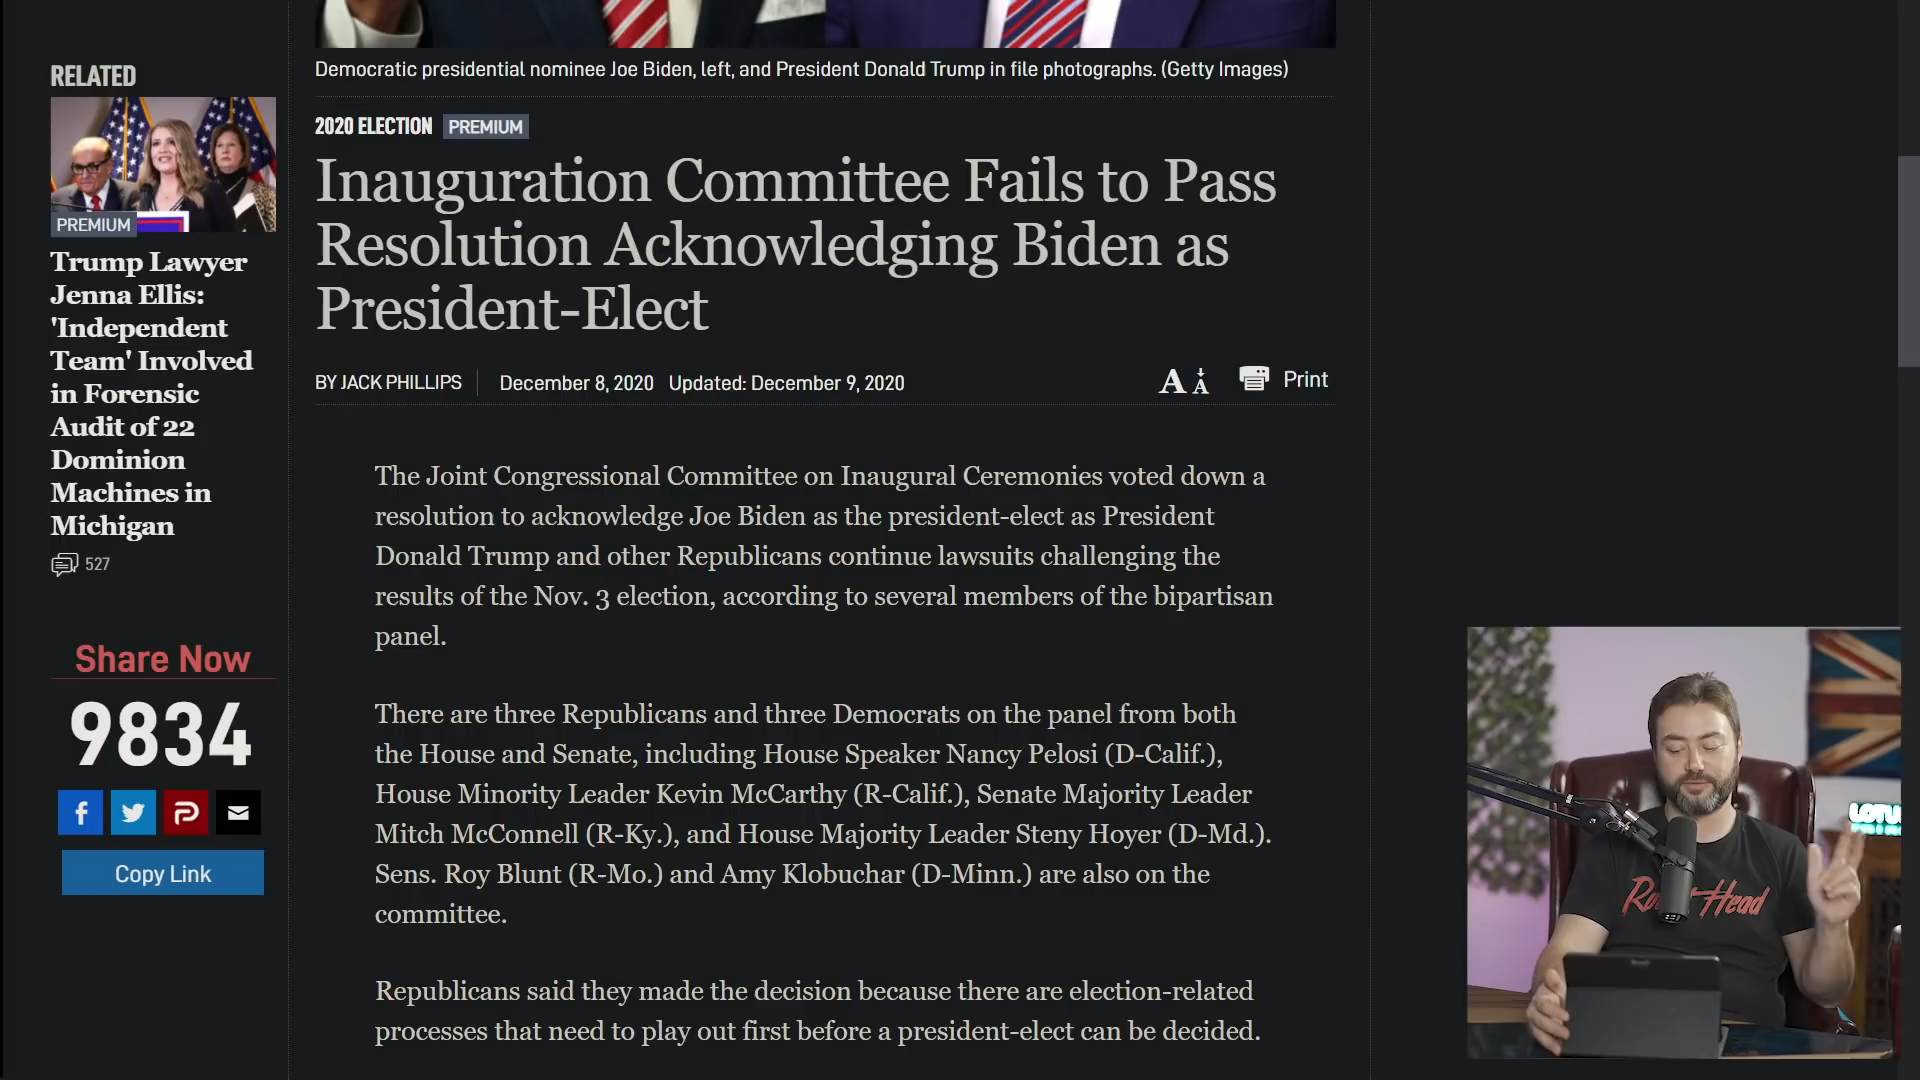 RELATED
PREMIUM
Trump Lawyer
Jenna Ellis:
'Independent
Team' Involved
in Forensic
Audit of 22
Dominion
Machines in
Michigan
527
Share Now
9834
Copy Link
Democratic presidential nominee Joe Biden, left, and President Donald Trump in file photographs. (Getty Images)
2020 ELECTION PREMIUM
Inauguration Committee Fails to Pass
Resolution Acknowledging Biden as
President-Elect
BY JACK PHILLIPS December 8, 2020 Updated: December 9, 2020
Print
The Joint Congressional Committee on Inaugural Ceremonies voted down a
resolution to acknowledge Joe Biden as the president-elect as President
Donald Trump and other Republicans continue lawsuits challenging the
results of the Nov. 3 election, according to several members of the bipartisan
panel.
There are three Republicans and three Democrats on the panel from both
the House and Senate, including House Speaker Nancy Pelosi (D-Calif.),
House Minority Leader Kevin McCarthy (R-Calif.), Senate Majority Leader
Mitch McConnell (R-Ky.), and House Majority Leader Steny Hoyer (D-Md.).
Sens. Roy Blunt (R-Mo.) and Amy Klobuchar (D-Minn.) are also on the
committee.
Republicans said they made the decision because there are election-related
processes that need to play out first before a president-elect can be decided.
Head